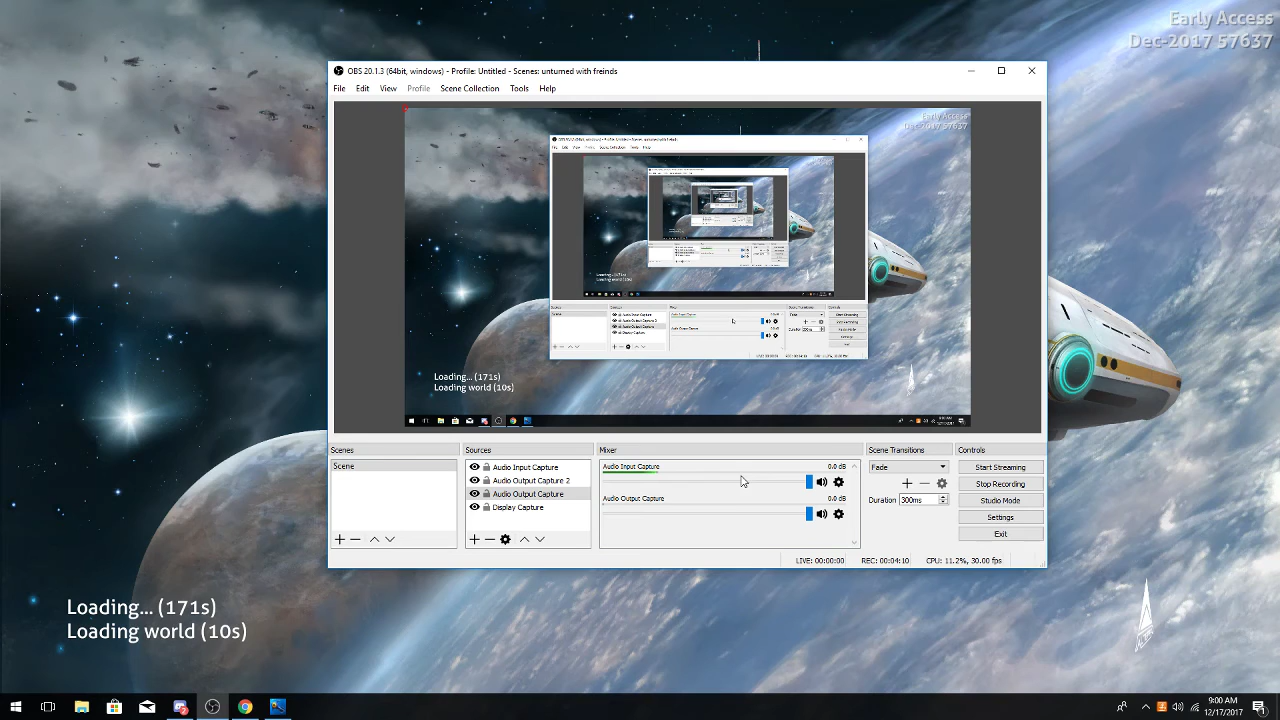 Early Access
Dec-2017 57637
OBS 20.1.3 (64bit, windows) - Profile: Untitled - Scenes: unturned with freinds
File Edit View Profile Scene Collection Tools Help
Early Access
Dec-2017 57637
Loading... (171s)
Loading world (10s)
Scenes
Scene
Sources
Audio Input Capture
Audio Output Capture 2
Audio Output Capture
Display Capture
Mixer
Audio Input Capture 0.0 dB
Audio Output Capture 0.0 dB
Scene Transitions
Fade
Duration 300ms
Controls
Start Streaming
Stop Recording
Studio Mode
Settings
Exit
LIVE: 00:00:00 REC: 00:04:10 CPU: 11.2%, 30.00 fps
Loading... (171s)
Loading world (10s)
9:00 AM
12/17/2017